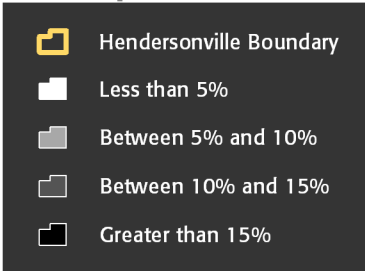 Hendersonville Boundary
Less than 5%
Between 5% and 10%
Between 10% and 15%
Greater than 15%